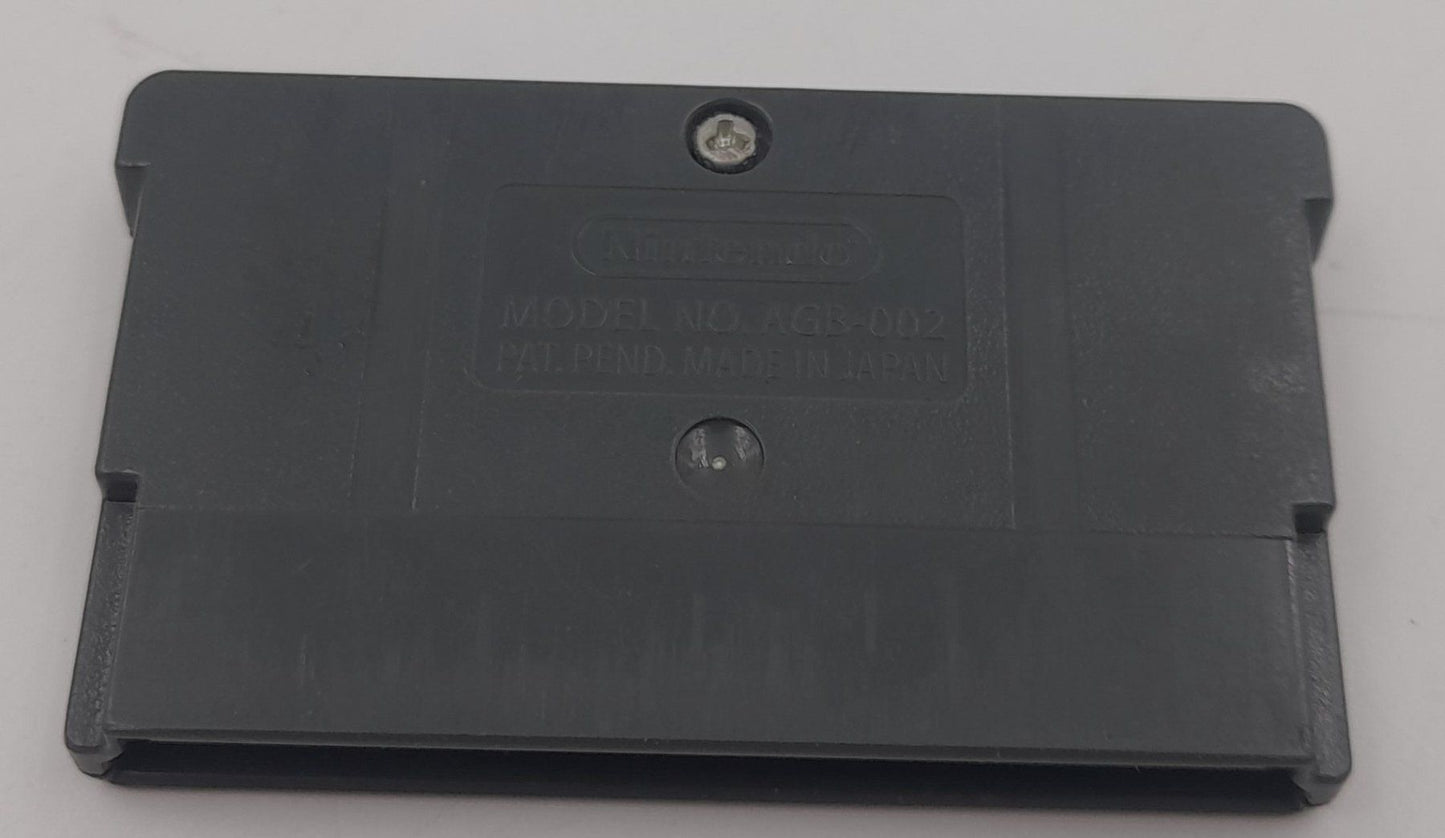 Nintendo
MODEL NO. AGB-002
PAT. PEND. MADE IN JAPAN